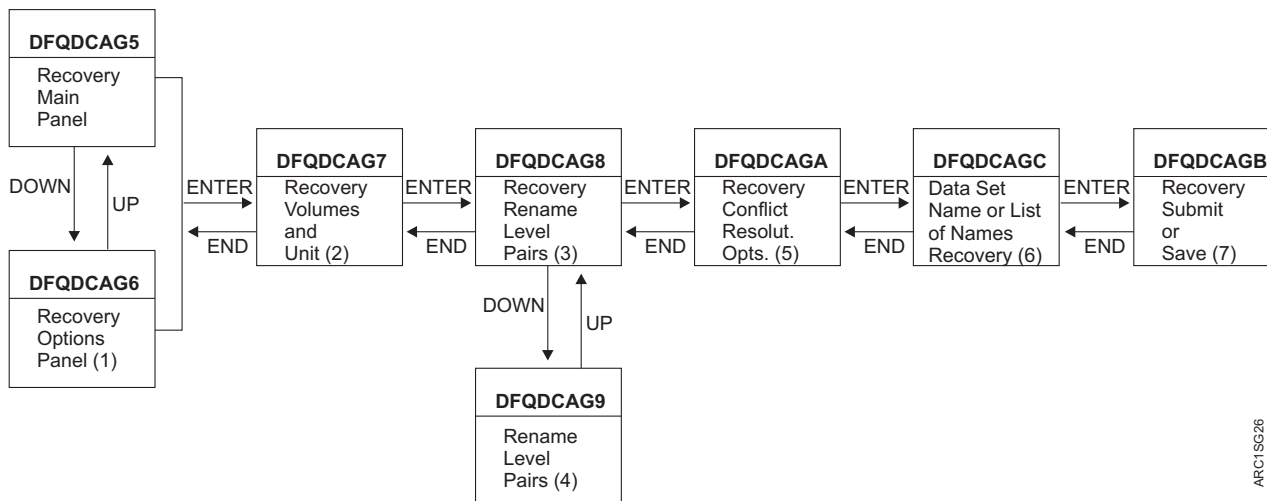 DFQDCAG5
Recovery
Main
Panel
DOWN
UP
DFQDCAG6
Recovery
Options
Panel (1)
ENTER
END
DFQDCAG7
Recovery
Volumes
and
Unit (2)
ENTER
END
DFQDCAG8
Recovery
Rename
Level
Pairs (3)
DOWN
UP
DFQDCAG9
Rename
Level
Pairs (4)
ENTER
END
DFQDCAGA
Recovery
Conflict
Resolut.
Opts. (5)
ENTER
END
DFQDCAGC
Data Set
Name or List
of Names
Recovery (6)
ENTER
END
DFQDCAGB
Recovery
Submit
or
Save (7)
ARC1SG26